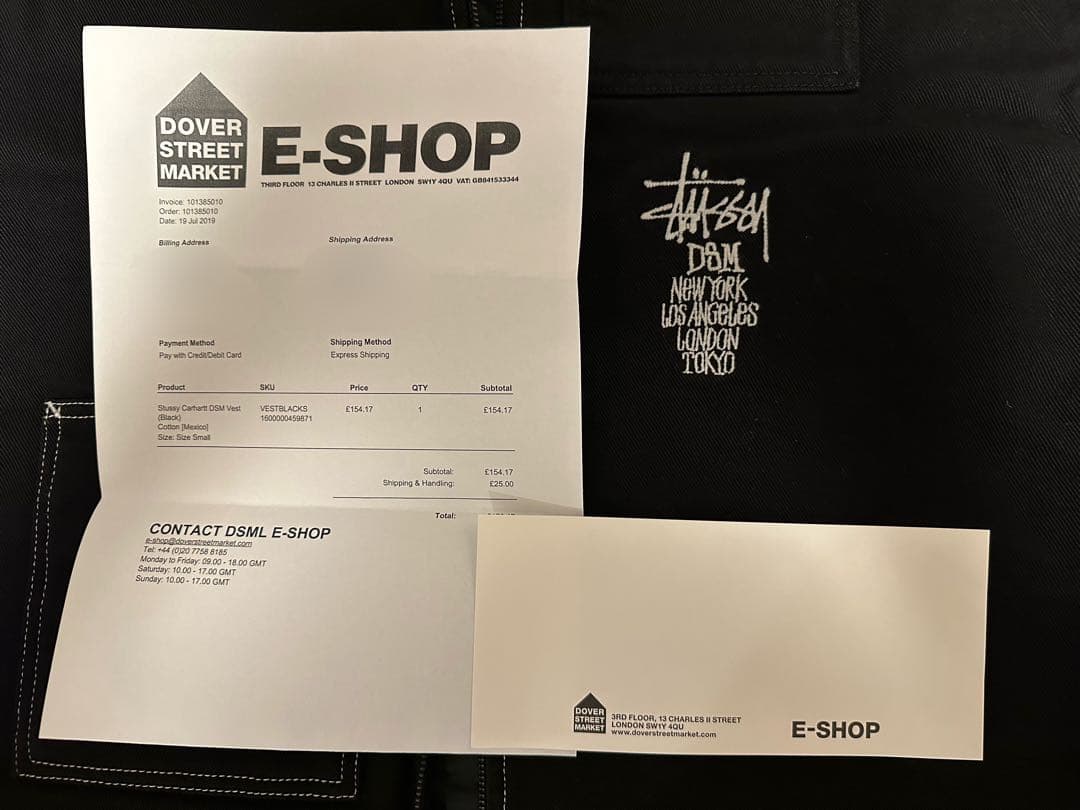 DOVER
STREET
MARKET
E-SHOP
THIRD FLOOR 13 CHARLES II STREET LONDON SW1Y 4QU VAT: GB841533344
Invoice: 101385010
Order: 101385010
Date: 19 Jul 2019
Billing Address
Shipping Address
Payment Method
Pay with Credit/Debit Card
Shipping Method
Express Shipping
Product SKU Price QTY Subtotal
Stussy Carhartt DSM Vest VESTBLACKS £154.17 1 £154.17
(Black) 1600000459871
Cotton [Mexico]
Size: Size Small
Subtotal: £154.17
Shipping & Handling: £25.00
Total:
CONTACT DSML E-SHOP
e-shop@doverstreetmarket.com
Tel: +44 (0)20 7758 8185
Monday to Friday: 09.00 - 18.00 GMT
Saturday: 10.00 - 17.00 GMT
Sunday: 10.00 - 17.00 GMT
Stüssy
DSM
NEW YORK
LOS ANGELES
LONDON
TOKYO
DOVER
STREET
MARKET
3RD FLOOR, 13 CHARLES II STREET
LONDON SW1Y 4QU
www.doverstreetmarket.com
E-SHOP